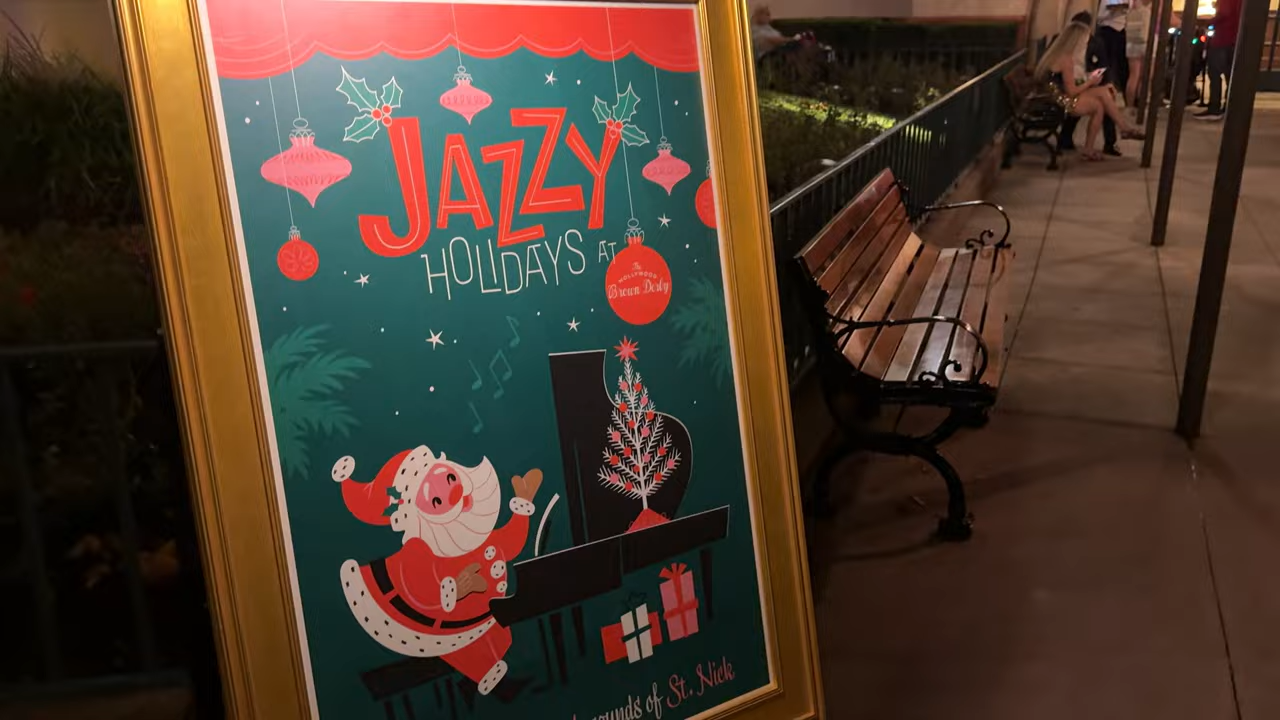 JAZZY
HOLIDAYS AT
The
HOLLYWOOD
Brown Derby
sounds of St. Nick